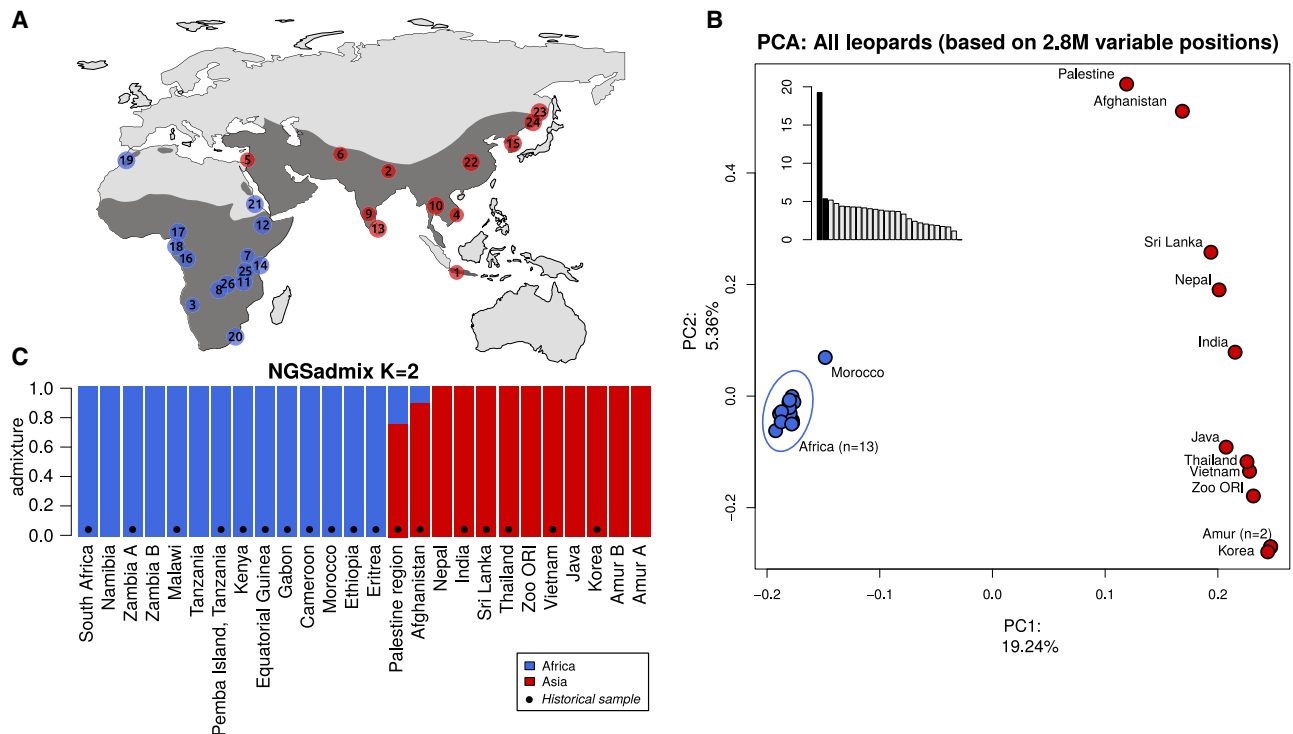 A
19
5
6
2
22
15
23
24
21
12
17
18
16
7
14
25
26
11
8
3
20
9
13
10
4
1
B
PCA: All leopards (based on 2.8M variable positions)
20
15
10
5
0
Palestine
Afghanistan
Sri Lanka
Nepal
India
Morocco
Africa (n=13)
Java
Thailand
Vietnam
Zoo ORI
Amur (n=2)
Korea
0.4
0.2
0.0
−0.2
PC2:
5.36%
−0.2
−0.1
0.0
0.1
0.2
PC1:
19.24%
C
NGSadmix K=2
1.0
0.8
0.6
0.4
0.2
0.0
admixture
South Africa
Namibia
Zambia A
Zambia B
Malawi
Tanzania
Pemba Island, Tanzania
Kenya
Equatorial Guinea
Gabon
Cameroon
Morocco
Ethiopia
Eritrea
Palestine region
Afghanistan
Nepal
India
Sri Lanka
Thailand
Zoo ORI
Vietnam
Java
Korea
Amur B
Amur A
Africa
Asia
Historical sample